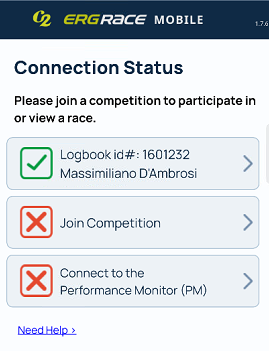 C2 ERGRACE MOBILE
1.7.6
Connection Status
Please join a competition to participate in
or view a race.
Logbook id#: 1601232
Massimiliano D'Ambrosi
Join Competition
Connect to the
Performance Monitor (PM)
Need Help >